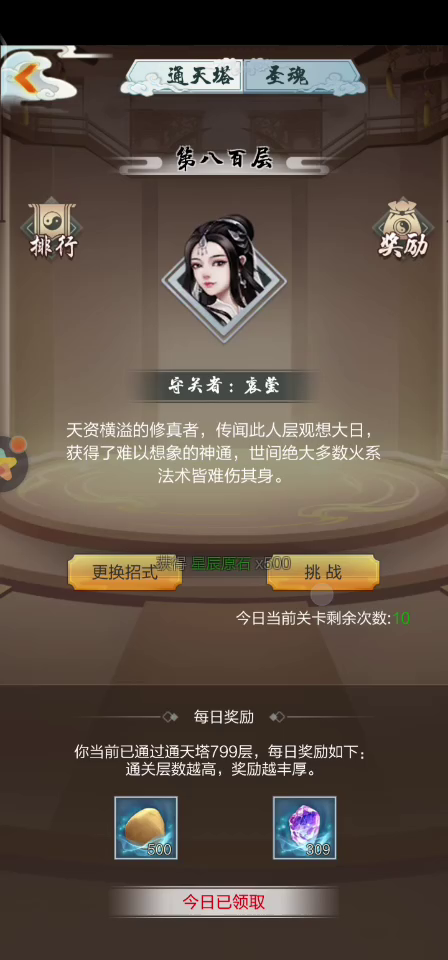 通天塔 圣魂
第八百层
排行
奖励
守关者：袁莹
天资横溢的修真者，传闻此人层观想大日，
获得了难以想象的神通，世间绝大多数火系
法术皆难伤其身。
更换招式
获得 星辰原石 x500
挑战
今日当前关卡剩余次数:10
每日奖励
你当前已通过通天塔799层，每日奖励如下：
通关层数越高，奖励越丰厚。
500
309
今日已领取